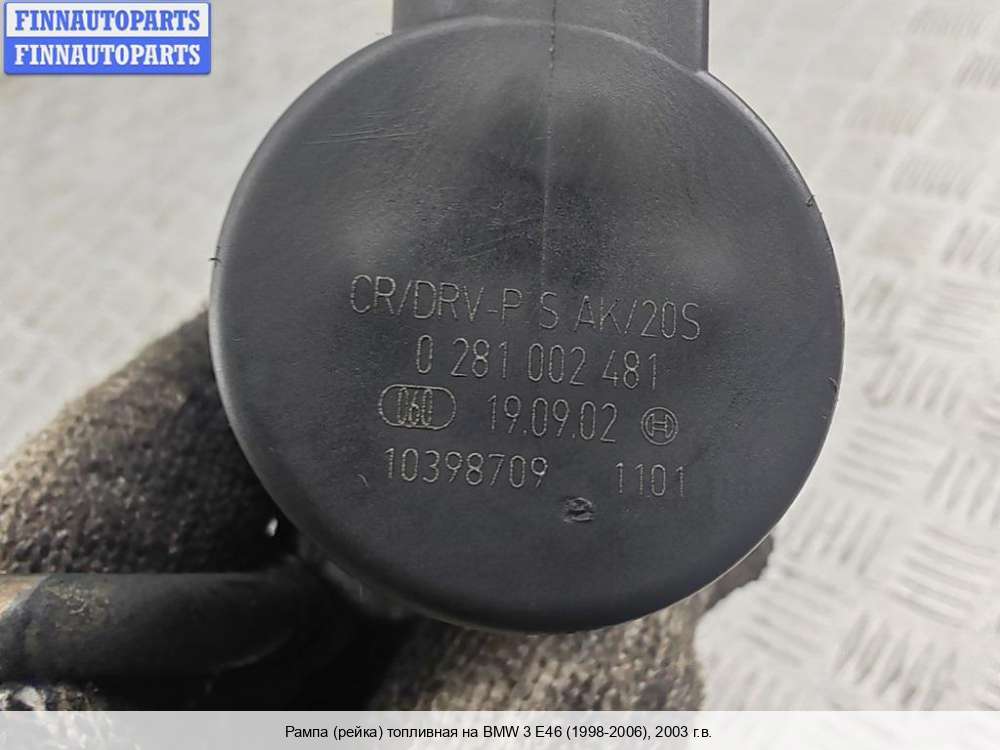 FINNAUTOPARTS
FINNAUTOPARTS
CR/DRV-P S AK/20S
0 281 002 481
060 19.09.02
10398709 1101
Рампа (рейка) топливная на BMW 3 E46 (1998-2006), 2003 г.в.